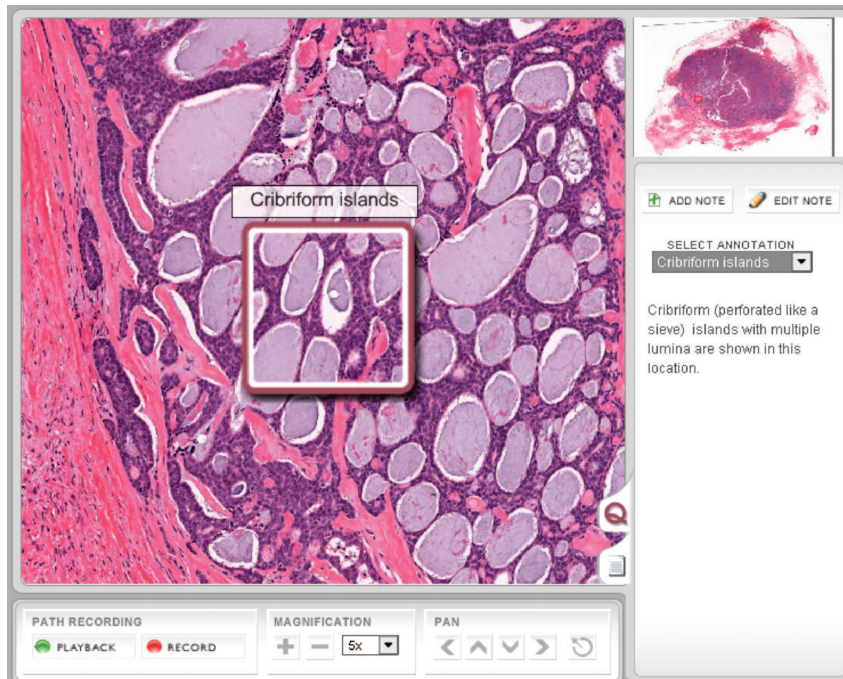 Cribriform islands
ADD NOTE
EDIT NOTE
SELECT ANNOTATION
Cribriform islands
Cribriform (perforated like a
sieve) islands with multiple
lumina are shown in this
location.
Q
PATH RECORDING
PLAYBACK
RECORD
MAGNIFICATION
5x
PAN